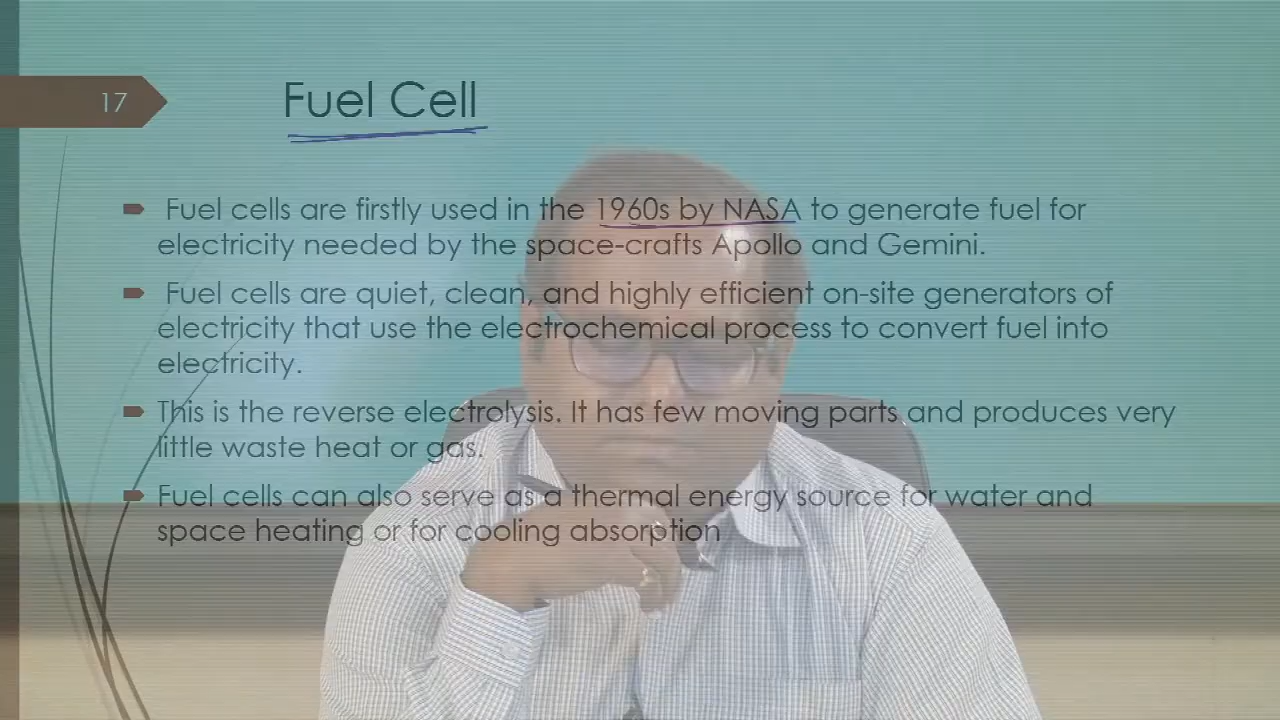 17
Fuel Cell
Fuel cells are firstly used in the 1960s by NASA to generate fuel for
electricity needed by the space-crafts Apollo and Gemini.
Fuel cells are quiet, clean, and highly efficient on-site generators of
electricity that use the electrochemical process to convert fuel into
electricity.
This is the reverse electrolysis. It has few moving parts and produces very
little waste heat or gas.
Fuel cells can also serve as a thermal energy source for water and
space heating or for cooling absorption